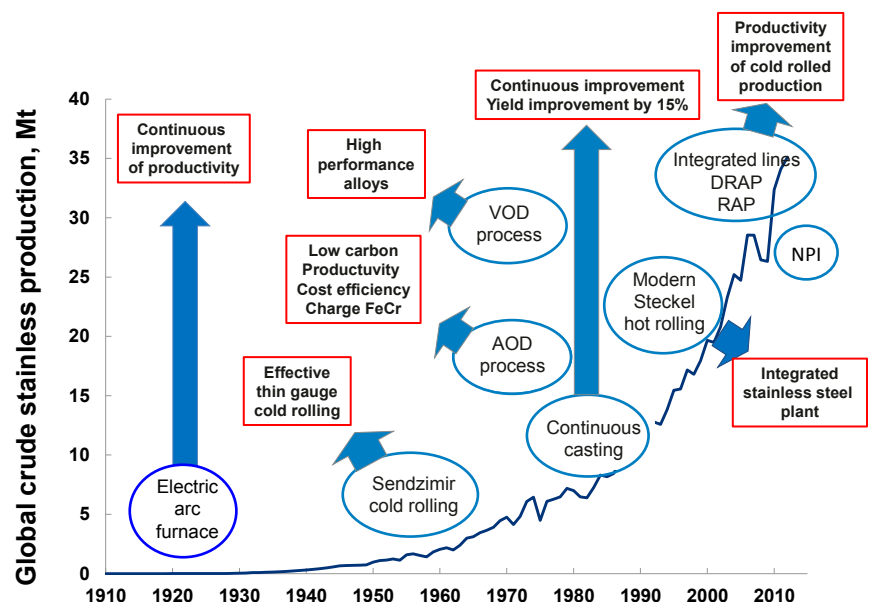 Productivity
improvement
of cold rolled
production
Continuous improvement
Yield improvement by 15%
Continuous
improvement
of productivity
High
performance
alloys
Integrated lines
DRAP
RAP
VOD
process
NPI
Low carbon
Productuvity
Cost efficiency
Charge FeCr
Modern
Steckel
hot rolling
AOD
process
Effective
thin gauge
cold rolling
Integrated
stainless steel
plant
Continuous
casting
Sendzimir
cold rolling
Electric
arc
furnace
Global crude stainless production, Mt
40
35
30
25
20
15
10
5
0
1910 1920 1930 1940 1950 1960 1970 1980 1990 2000 2010